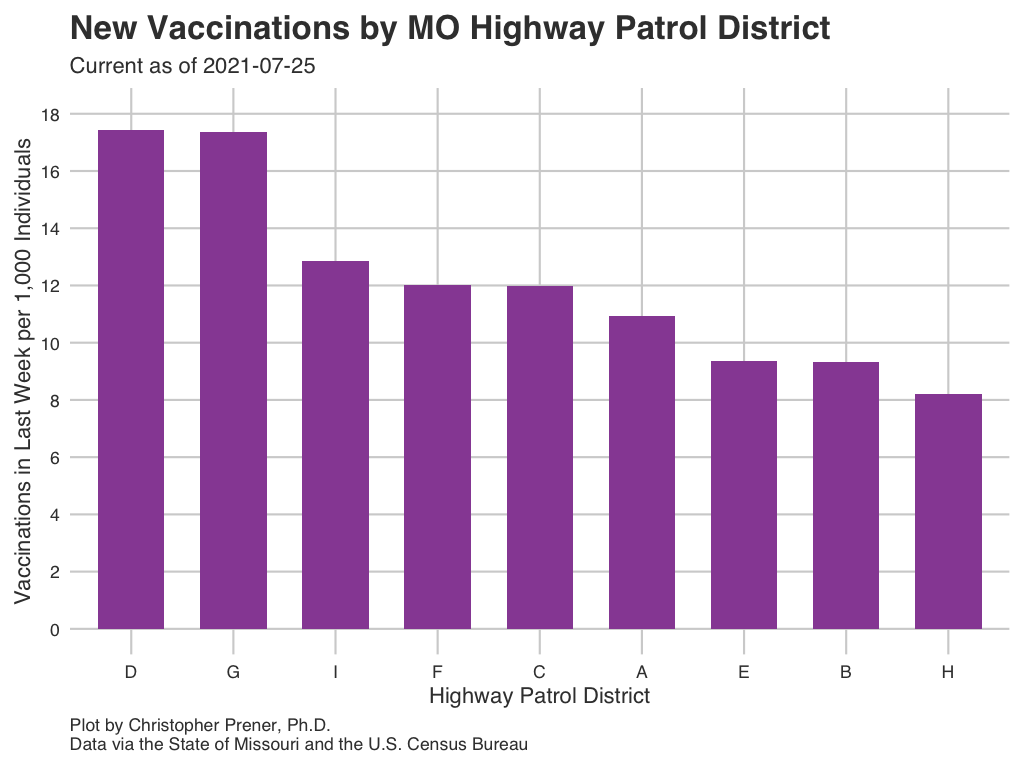 New Vaccinations by MO Highway Patrol District
Current as of 2021-07-25
Vaccinations in Last Week per 1,000 Individuals
18
16
14
12
10
8
6
4
2
0
D G I F C A E B H
Highway Patrol District
Plot by Christopher Prener, Ph.D.
Data via the State of Missouri and the U.S. Census Bureau